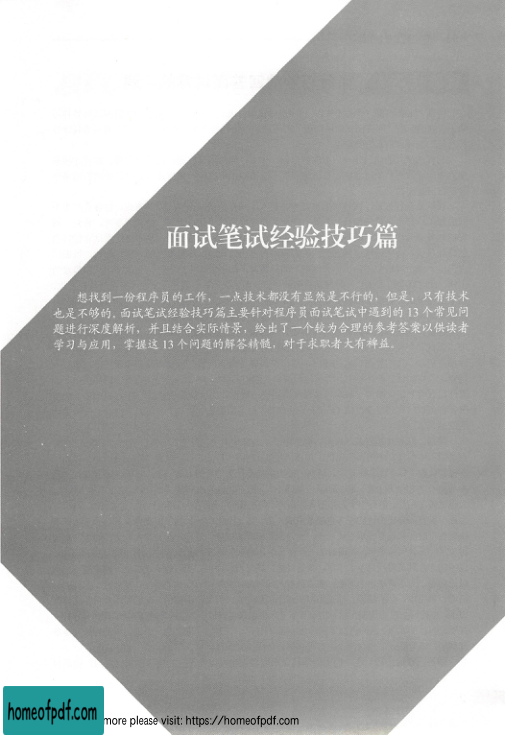 面试笔试经验技巧篇
想找到一份程序员的工作，一点技术都没有显然是不行的，但是，只有技术
也是不够的。面试笔试经验技巧篇主要针对程序员面试笔试中遇到的 13 个常见问
题进行深度解析，并且结合实际情景，给出了一个较为合理的参考答案以供读者
学习与应用，掌握这 13 个问题的解答精髓，对于求职者大有裨益。
homeofpdf.com
more please visit: https://homeofpdf.com